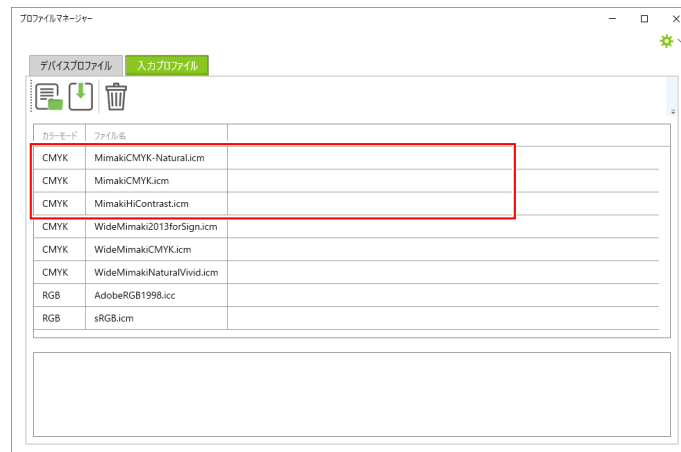 プロファイルマネージャー
デバイスプロファイル 入力プロファイル
カラーモード ファイル名
CMYK MimakiCMYK-Natural.icm
CMYK MimakiCMYK.icm
CMYK MimakiHiContrast.icm
CMYK WideMimaki2013forSign.icm
CMYK WideMimakiCMYK.icm
CMYK WideMimakiNaturalVivid.icm
RGB AdobeRGB1998.icc
RGB sRGB.icm